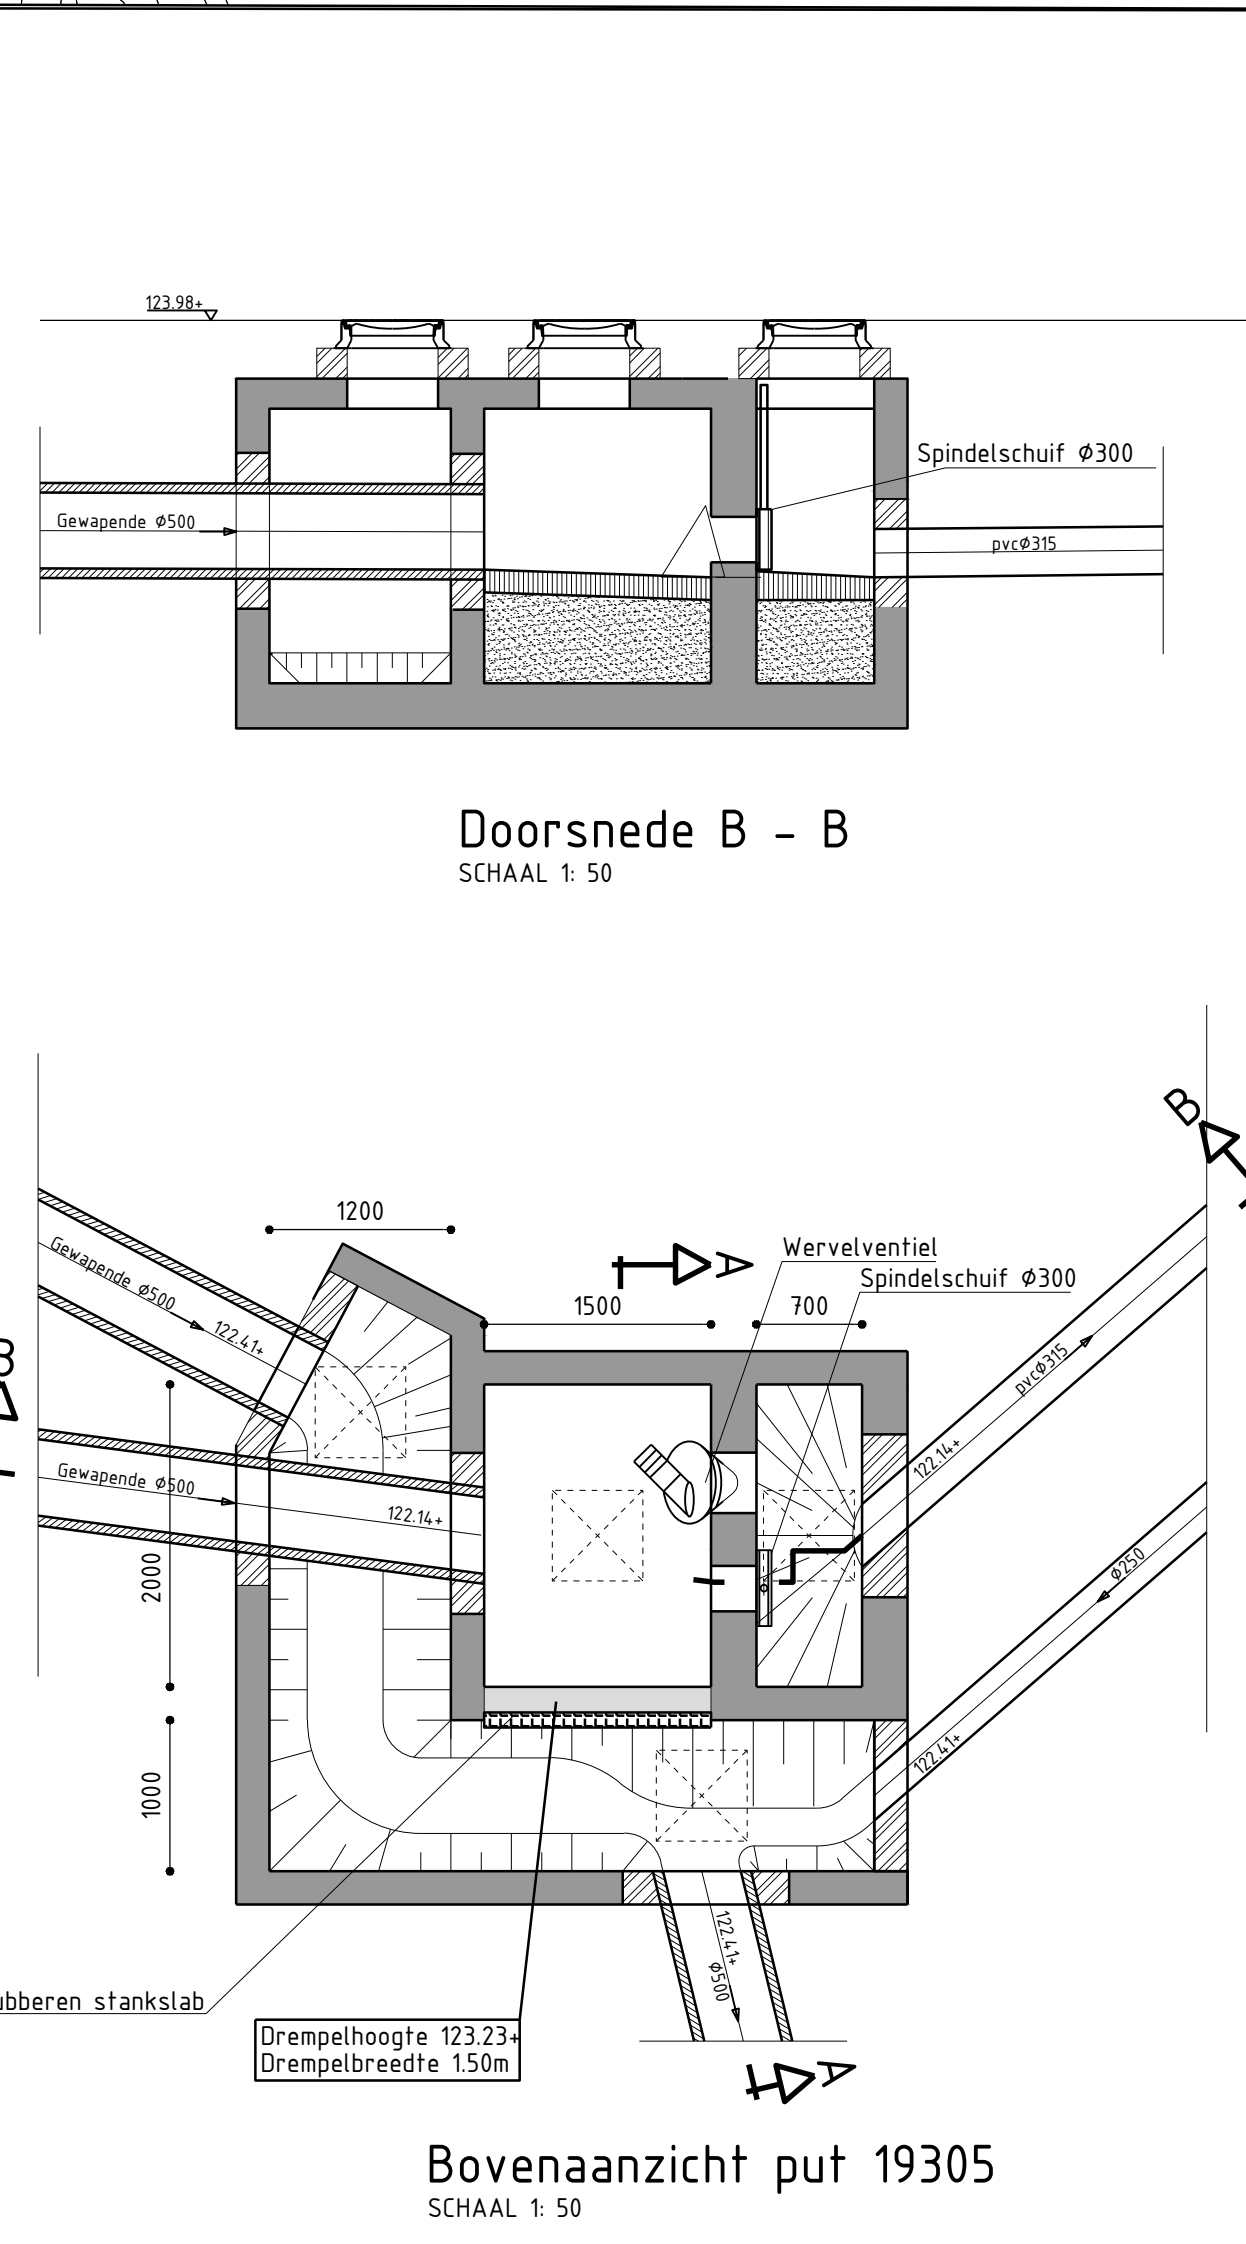 123.98+
Spindelschuif Ø300
Gewapende Ø500
pvcØ315
Doorsnede B - B
SCHAAL 1: 50
B
1200
Wervelventiel
A
Spindelschuif Ø300
1500
700
Gewapende Ø500
122.41+
B
pvcØ315
122.14+
Gewapende Ø500
122.14+
2000
Ø250
122.41+
1000
122.41+
Ø500
ubberen stankslab
Drempelhoogte 123.23+
Drempelbreedte 1.50m
A
Bovenaanzicht put 19305
SCHAAL 1: 50